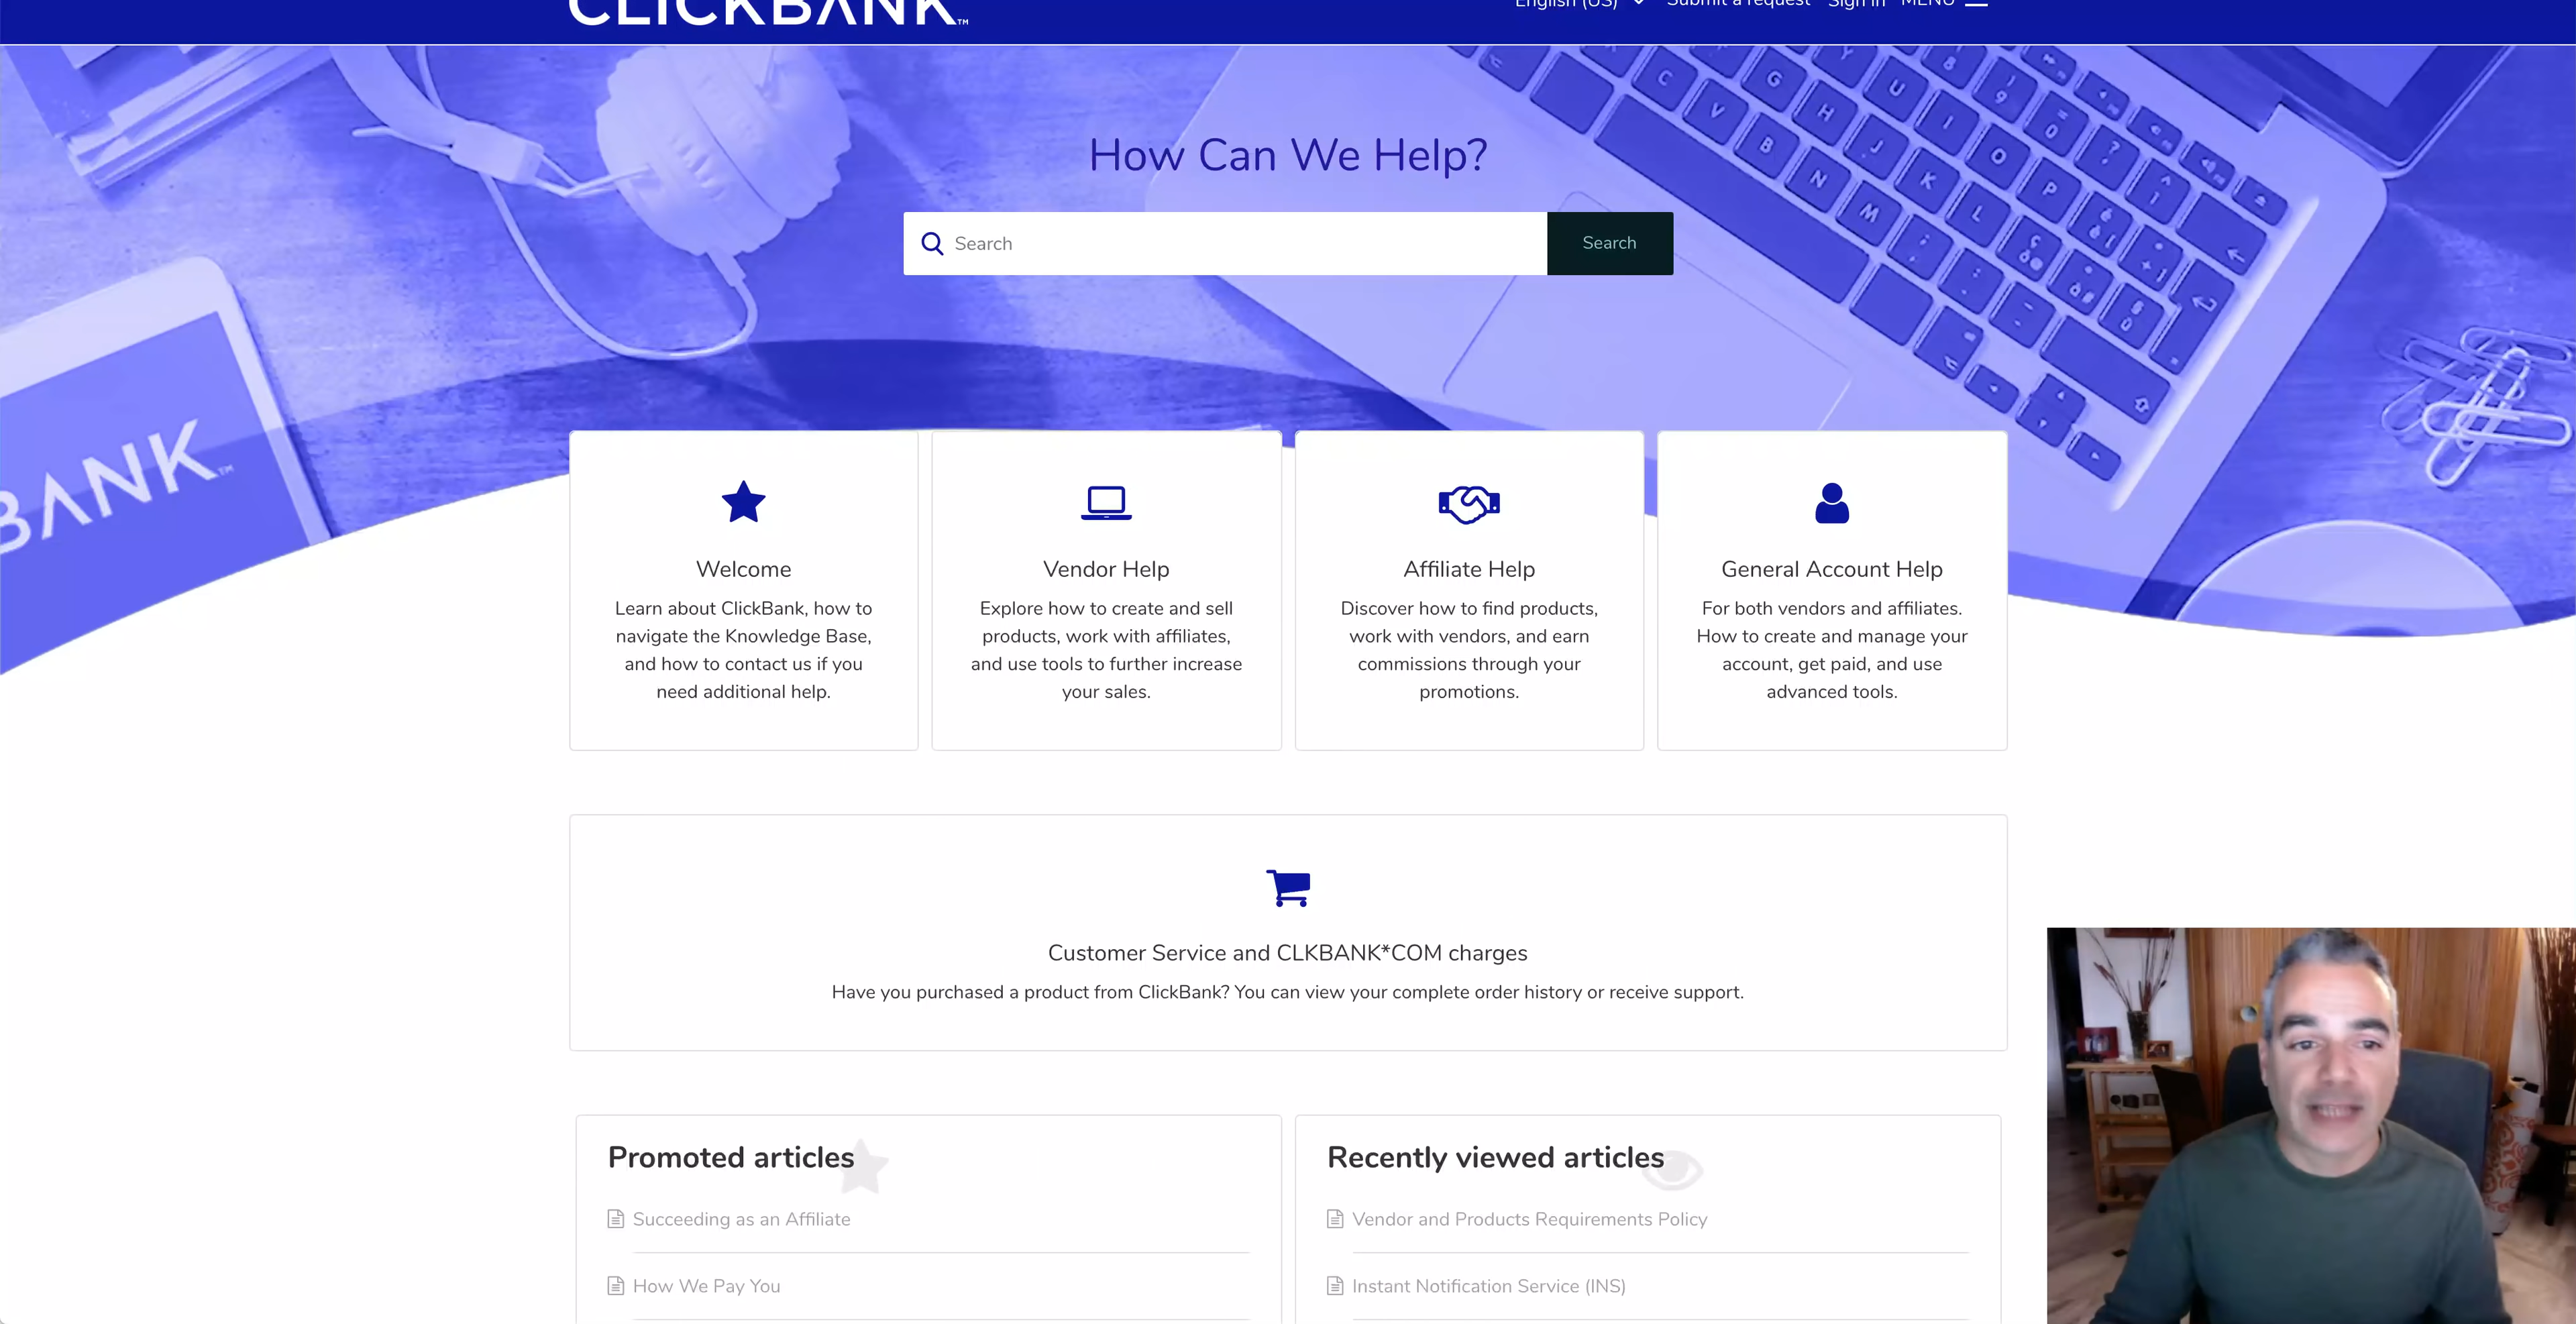 CLICKBANK™
English (US) Submit a request Sign in MENU
How Can We Help?
Search Search
BANK™
Welcome
Learn about ClickBank, how to
navigate the Knowledge Base,
and how to contact us if you
need additional help.
Vendor Help
Explore how to create and sell
products, work with affiliates,
and use tools to further increase
your sales.
Affiliate Help
Discover how to find products,
work with vendors, and earn
commissions through your
promotions.
General Account Help
For both vendors and affiliates.
How to create and manage your
account, get paid, and use
advanced tools.
Customer Service and CLKBANK*COM charges
Have you purchased a product from ClickBank? You can view your complete order history or receive support.
Promoted articles
Succeeding as an Affiliate
How We Pay You
Recently viewed articles
Vendor and Products Requirements Policy
Instant Notification Service (INS)